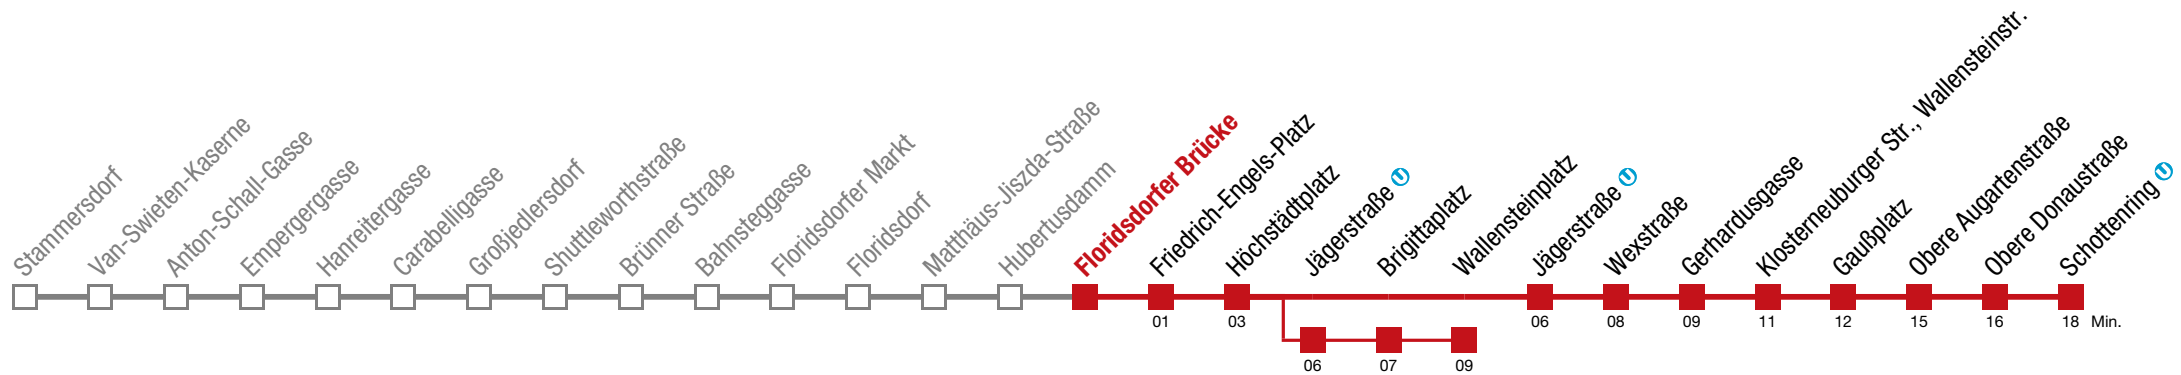 Stammersdorf
Van-Swieten-Kaserne
Anton-Schall-Gasse
Empergergasse
Hanreitergasse
Carabelligasse
Großjedlersdorf
Shuttleworthstraße
Brünner Straße
Bahnsteggasse
Floridsdorfer Markt
Floridsdorf
Matthäus-Jiszda-Straße
Hubertusdamm
Floridsdorfer Brücke
Friedrich-Engels-Platz
Höchstädtplatz
Jägerstraße U
Brigittaplatz
Wallensteinplatz
Jägerstraße U
Wexstraße
Gerhardusgasse
Klosterneuburger Str., Wallensteinstr.
Gaußplatz
Obere Augartenstraße
Obere Donaustraße
Schottenring U
01 03 06 08 09 11 12 15 16 18 Min.
06 07 09